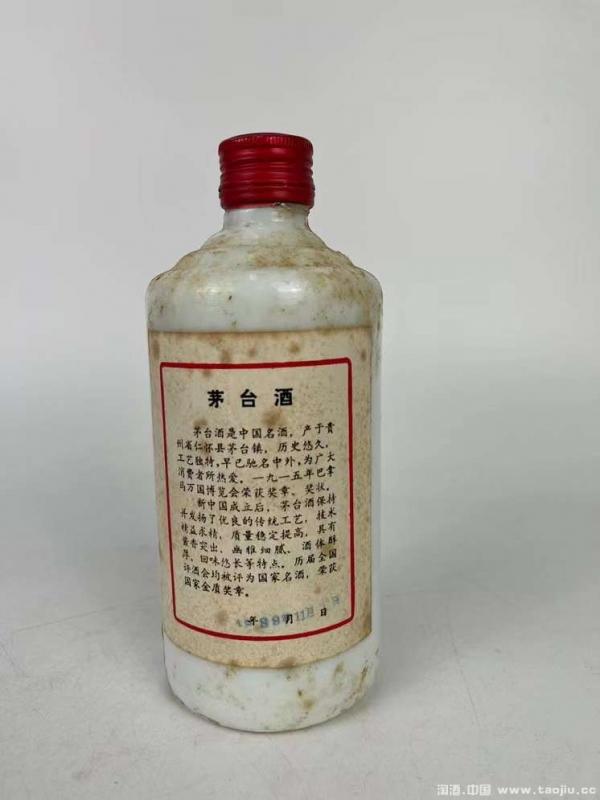 茅台酒
茅台酒是中国名酒，产于贵
州省仁怀县茅台镇，历史悠久，
工艺独特，早已驰名中外，为广大
消费者所热爱。一九一五年巴拿
马万国博览会荣获奖章、奖状。
新中国成立后，茅台酒保持
并发扬了优良的传统工艺，技术
精益求精，质量稳定提高，具有
酱香突出、幽雅细腻、酒体醇
厚、回味悠长等特点。历届全国
评酒会均被评为国家名酒，荣获
国家金质奖章。
年 月 日
淘酒.中国 www.taojiu.cc